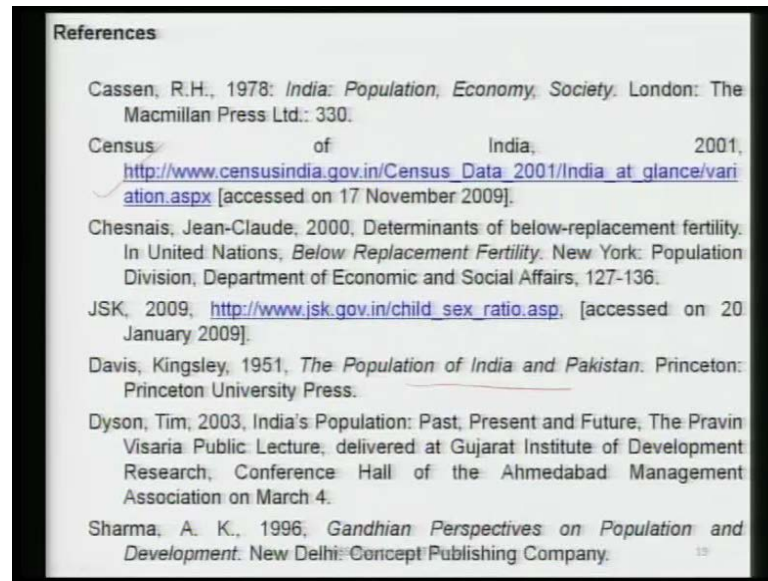 References
Cassen, R.H., 1978: India: Population, Economy, Society. London: The
Macmillan Press Ltd.: 330.
Census of India, 2001,
http://www.censusindia.gov.in/Census_Data_2001/India_at_glance/vari
ation.aspx [accessed on 17 November 2009].
Chesnais, Jean-Claude, 2000, Determinants of below-replacement fertility.
In United Nations, Below Replacement Fertility. New York: Population
Division, Department of Economic and Social Affairs, 127-136.
JSK, 2009, http://www.jsk.gov.in/child_sex_ratio.asp, [accessed on 20
January 2009].
Davis, Kingsley, 1951, The Population of India and Pakistan. Princeton:
Princeton University Press.
Dyson, Tim, 2003, India's Population: Past, Present and Future, The Pravin
Visaria Public Lecture, delivered at Gujarat Institute of Development
Research, Conference Hall of the Ahmedabad Management
Association on March 4.
Sharma, A. K., 1996, Gandhian Perspectives on Population and
Development. New Delhi: Concept Publishing Company. 19